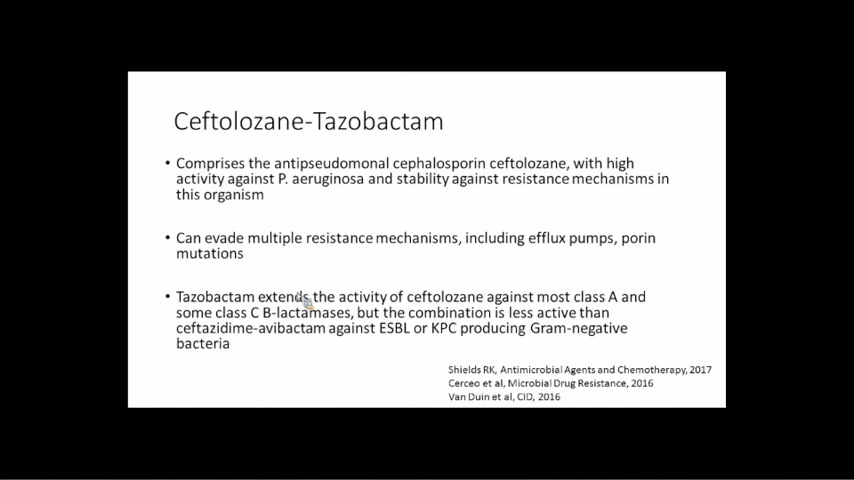 Ceftolozane-Tazobactam
• Comprises the antipseudomonal cephalosporin ceftolozane, with high
activity against P. aeruginosa and stability against resistance mechanisms in
this organism
• Can evade multiple resistance mechanisms, including efflux pumps, porin
mutations
• Tazobactam extends the activity of ceftolozane against most class A and
some class C B-lactamases, but the combination is less active than
ceftazidime-avibactam against ESBL or KPC producing Gram-negative
bacteria
Shields RK, Antimicrobial Agents and Chemotherapy, 2017
Cerceo et al, Microbial Drug Resistance, 2016
Van Duin et al, CID, 2016